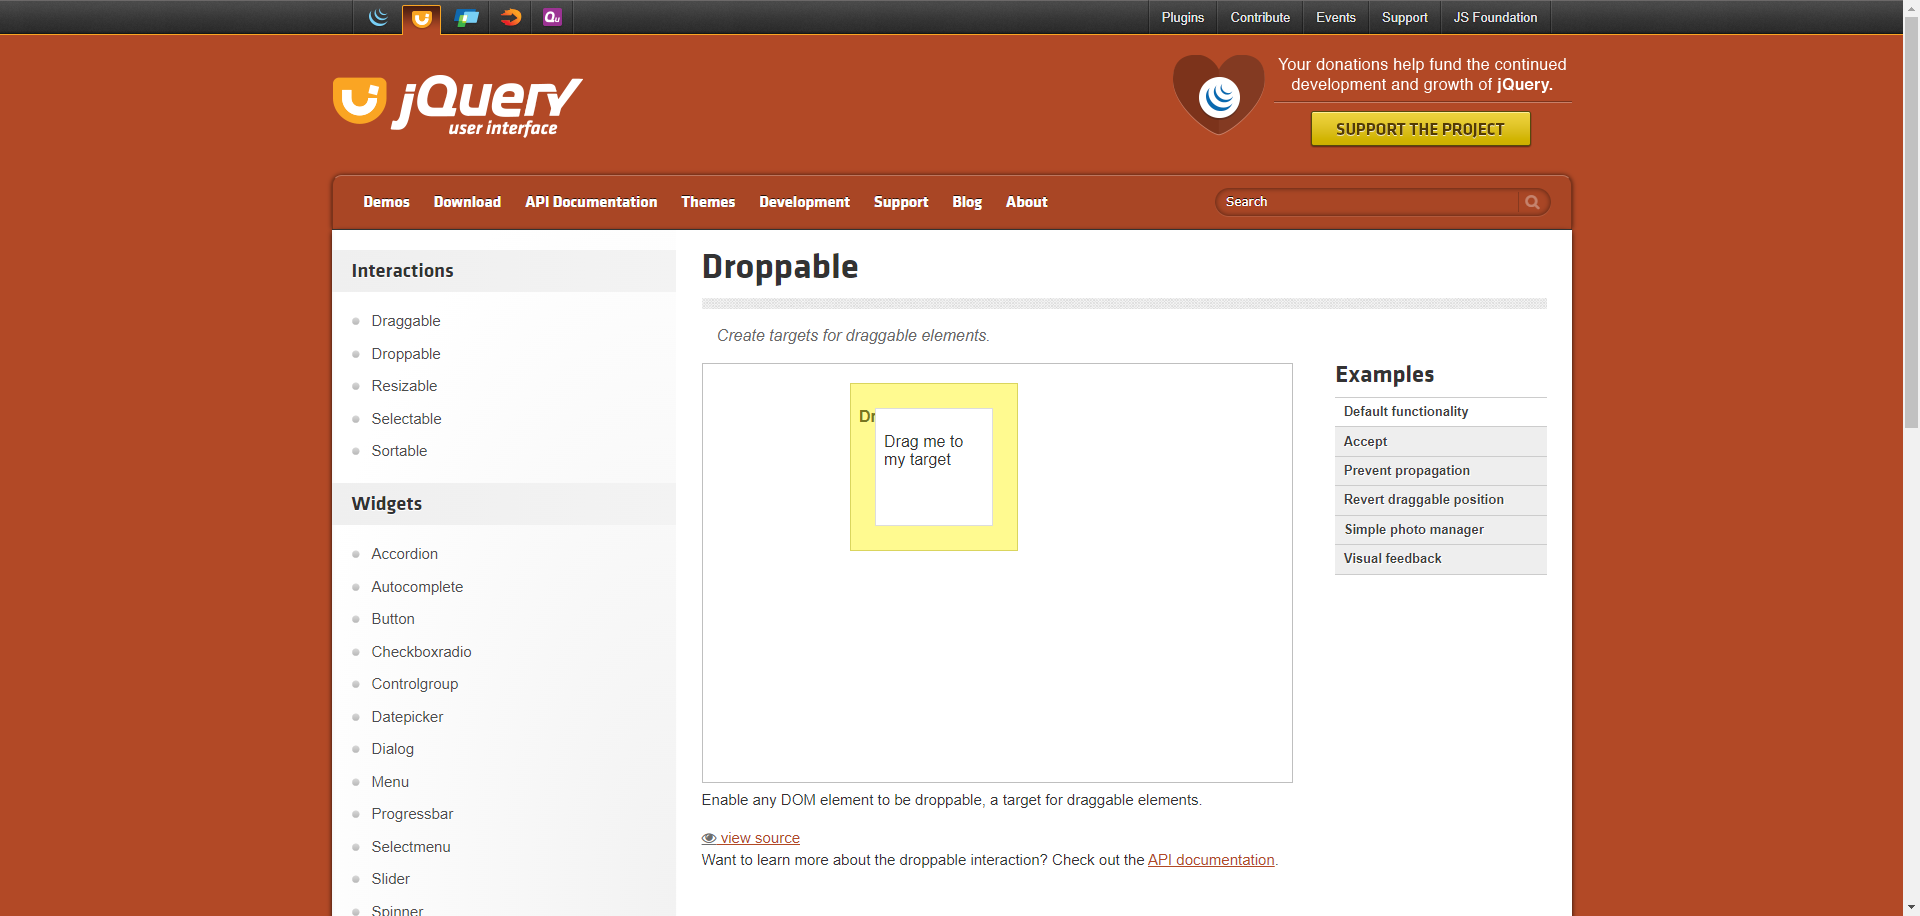 Plugins
Contribute
Events
Support
JS Foundation
jQuery
user interface
Your donations help fund the continued
development and growth of jQuery.
SUPPORT THE PROJECT
Demos
Download
API Documentation
Themes
Development
Support
Blog
About
Search
Interactions
Draggable
Droppable
Resizable
Selectable
Sortable
Widgets
Accordion
Autocomplete
Button
Checkboxradio
Controlgroup
Datepicker
Dialog
Menu
Progressbar
Selectmenu
Slider
Spinner
Droppable
Create targets for draggable elements.
Dr
Drag me to
my target
Enable any DOM element to be droppable, a target for draggable elements.
view source
Want to learn more about the droppable interaction? Check out the API documentation.
Examples
Default functionality
Accept
Prevent propagation
Revert draggable position
Simple photo manager
Visual feedback